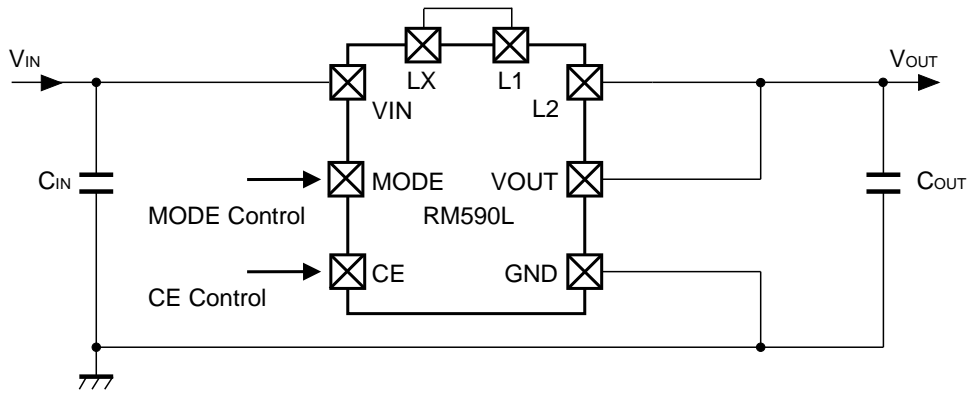 VIN
VOUT
LX
L1
VIN
L2
CIN
MODE
VOUT
COUT
MODE Control
RM590L
CE
GND
CE Control